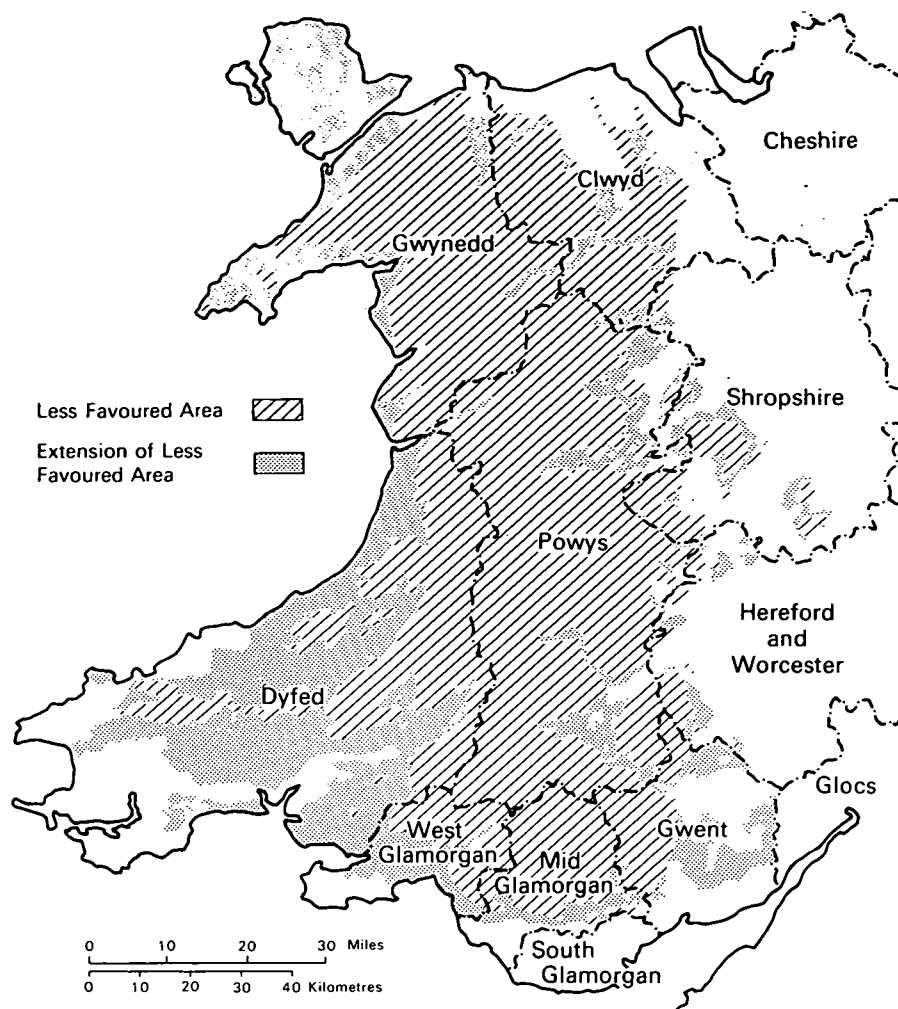 Cheshire
Clwyd
Gwynedd
Less Favoured Area
Extension of Less
Favoured Area
Shropshire
Powys
Hereford
and
Worcester
Dyfed
Glocs
West
Glamorgan
Mid
Glamorgan
Gwent
South
Glamorgan
0 10 20 30 Miles
0 10 20 30 40 Kilometres